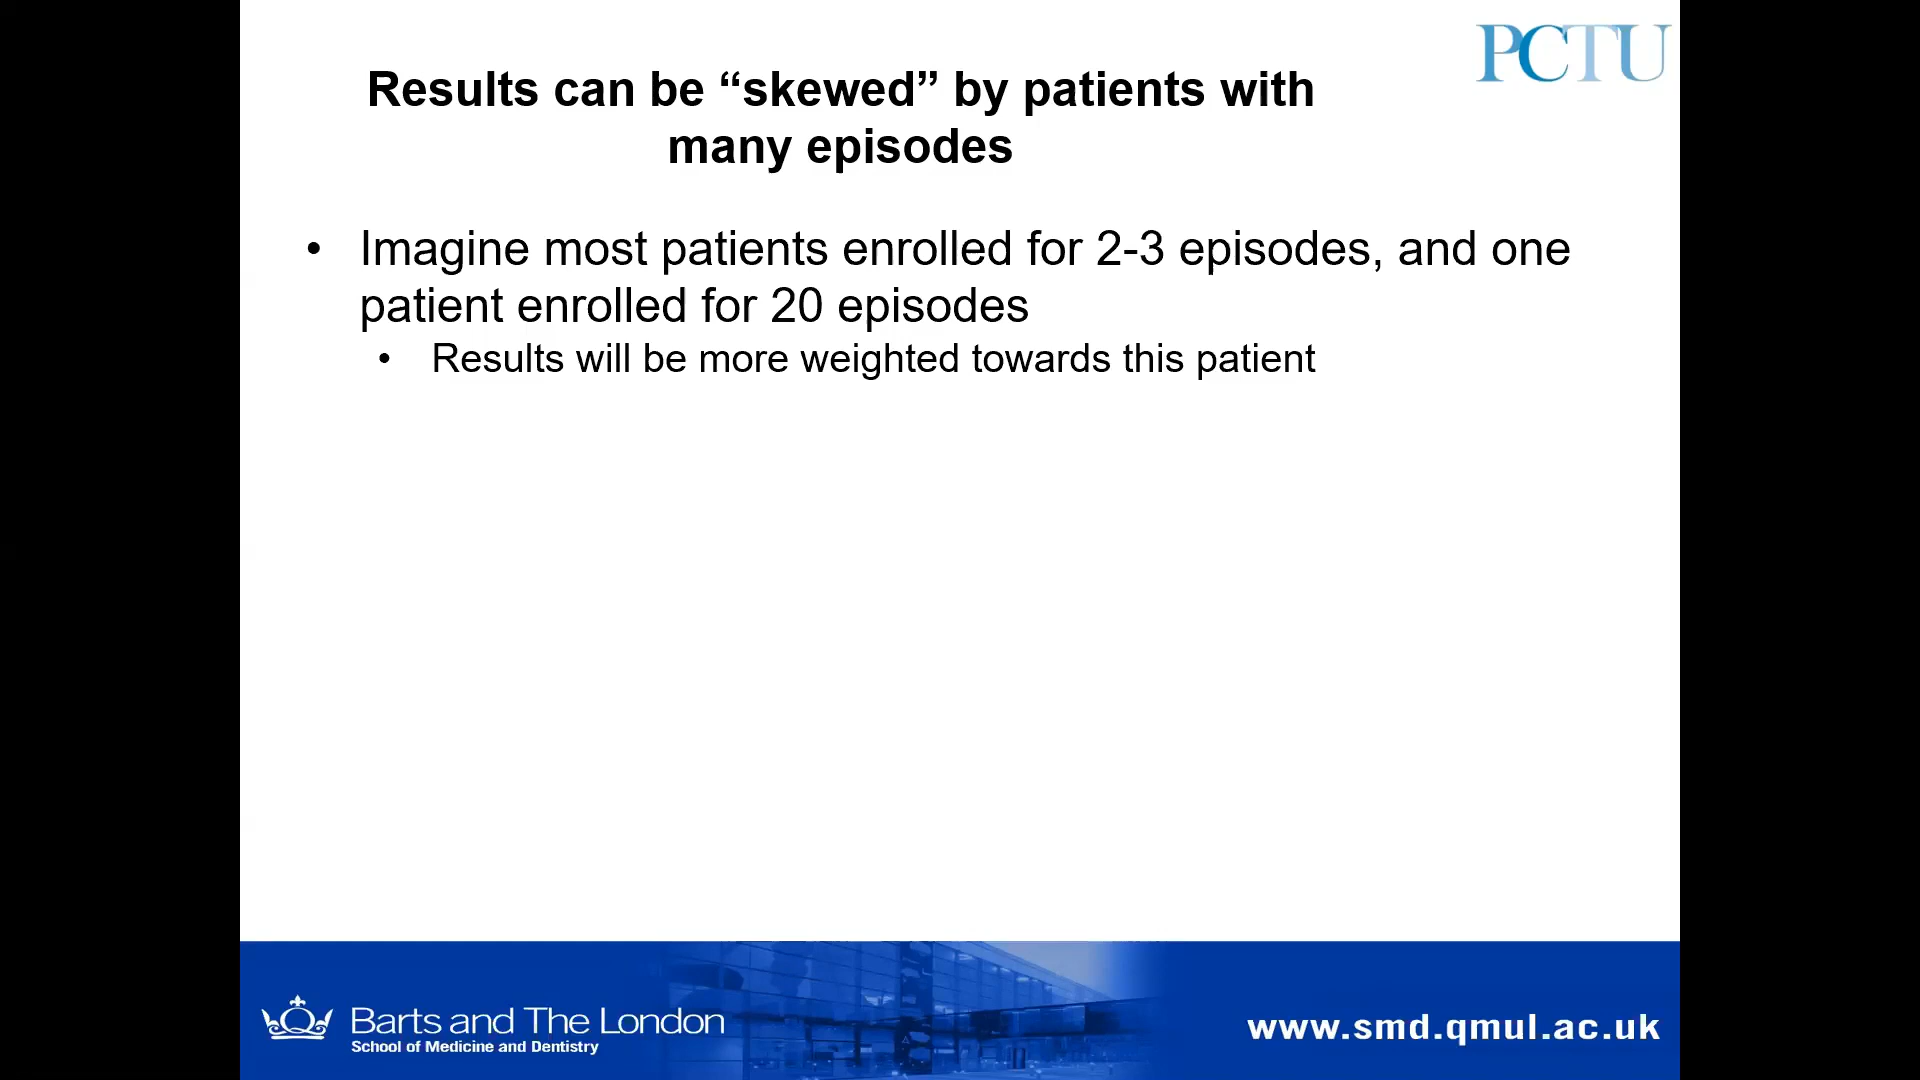 PCTU
Results can be “skewed” by patients with
many episodes
• Imagine most patients enrolled for 2-3 episodes, and one
patient enrolled for 20 episodes
• Results will be more weighted towards this patient
Barts and The London
School of Medicine and Dentistry
www.smd.qmul.ac.uk